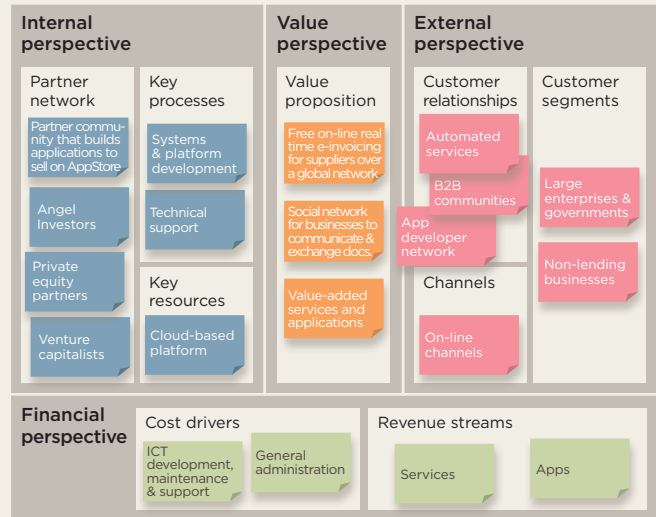 Internal
perspective
Partner
network
Partner commu-
nity that builds
applications to
sell on AppStore
Angel
Investors
Private
equity
partners
Venture
capitalists
Key
processes
Systems
& platform
development
Technical
support
Key
resources
Cloud-based
platform
Value
perspective
Value
proposition
Free on-line real
time e-invoicing
for suppliers over
a global network
Social network
for businesses to
communicate &
exchange docs.
Value-added
services and
applications
External
perspective
Customer
relationships
Automated
services
B2B
communities
App
developer
network
Channels
On-line
channels
Customer
segments
Large
enterprises &
governments
Non-lending
businesses
Financial
perspective
Cost drivers
ICT
development,
maintenance
& support
General
administration
Revenue streams
Services
Apps